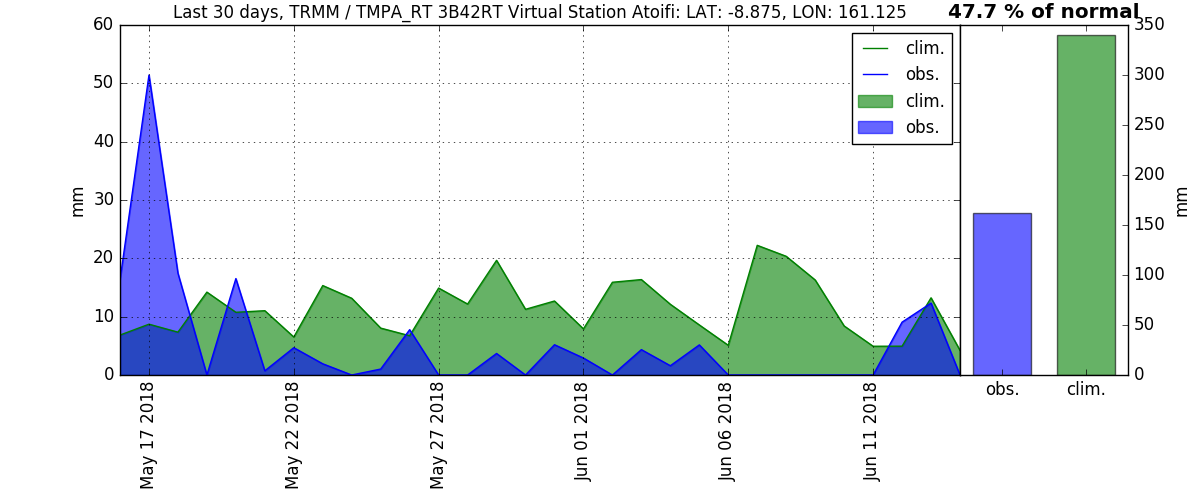 Last 30 days, TRMM / TMPA_RT 3B42RT Virtual Station Atoifi: LAT: -8.875, LON: 161.125
47.7 % of normal
60
50
40
30
20
10
0
mm
clim.
obs.
clim.
obs.
May 17 2018
May 22 2018
May 27 2018
Jun 01 2018
Jun 06 2018
Jun 11 2018
350
300
250
200
150
100
50
0
mm
obs.
clim.